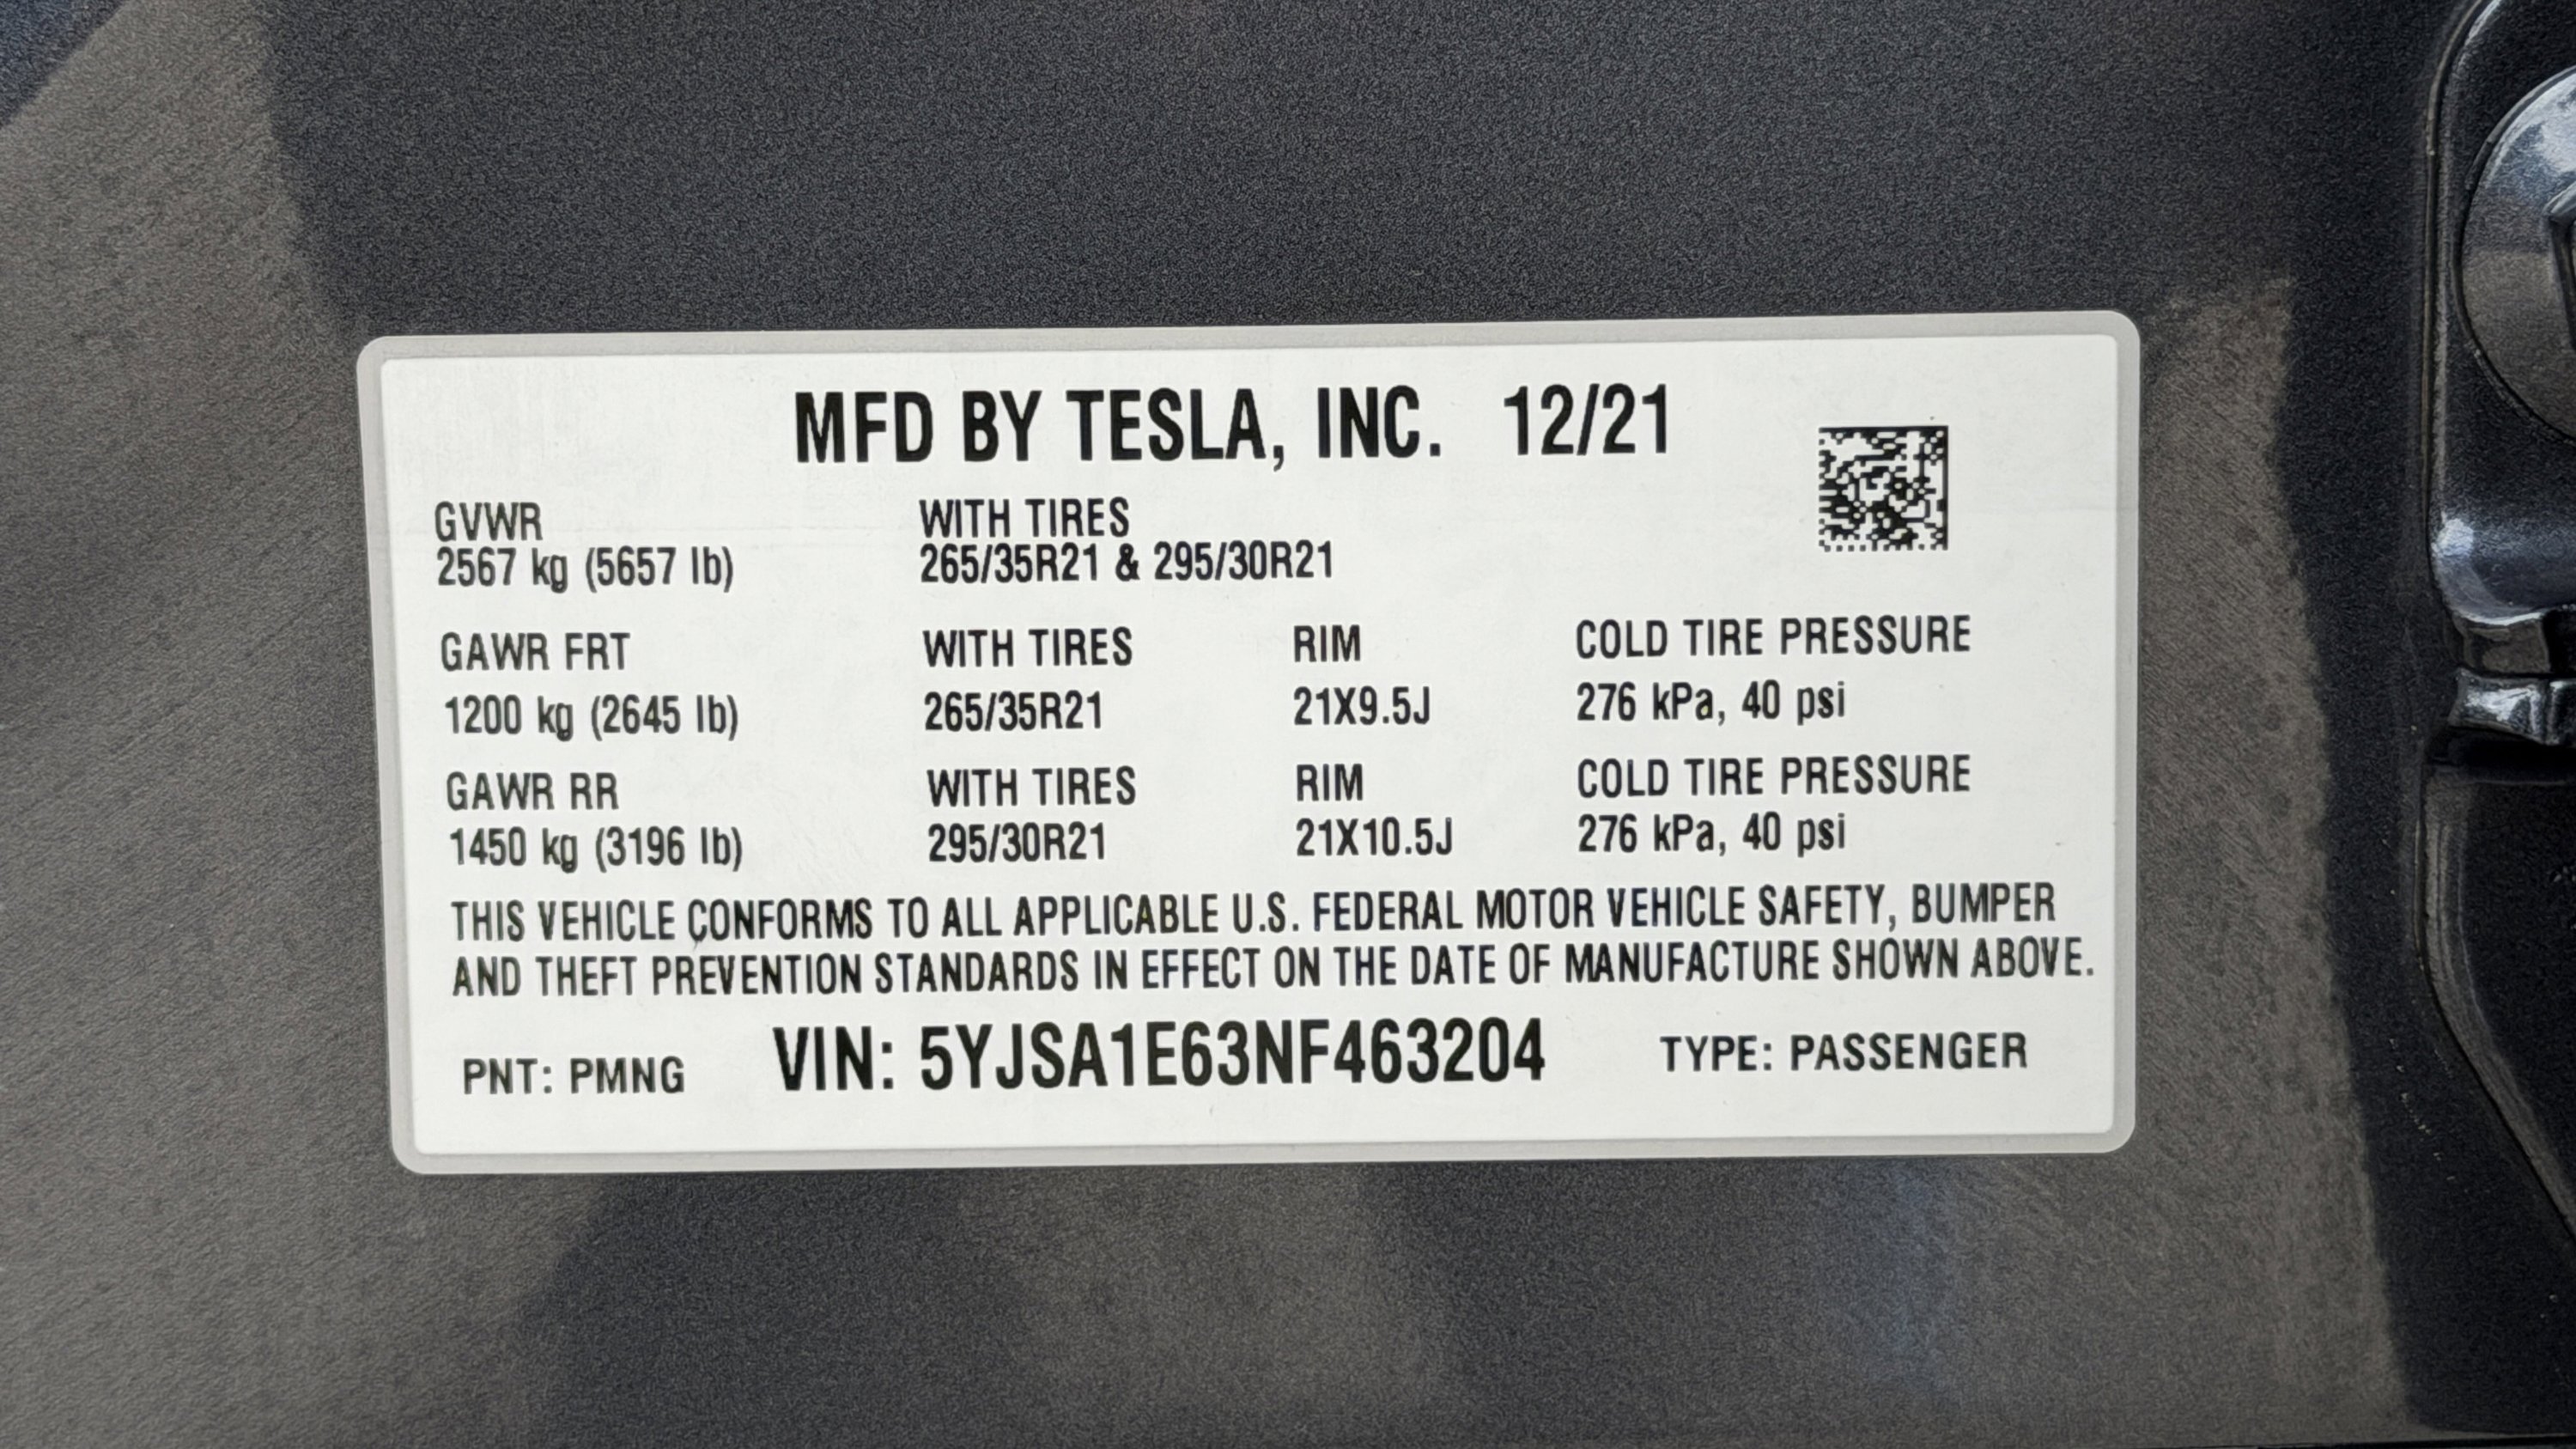 MFD BY TESLA, INC. 12/21
GVWR WITH TIRES
2567 kg (5657 lb) 265/35R21 & 295/30R21
GAWR FRT WITH TIRES RIM COLD TIRE PRESSURE
1200 kg (2645 lb) 265/35R21 21X9.5J 276 kPa, 40 psi
GAWR RR WITH TIRES RIM COLD TIRE PRESSURE
1450 kg (3196 lb) 295/30R21 21X10.5J 276 kPa, 40 psi
THIS VEHICLE CONFORMS TO ALL APPLICABLE U.S. FEDERAL MOTOR VEHICLE SAFETY, BUMPER
AND THEFT PREVENTION STANDARDS IN EFFECT ON THE DATE OF MANUFACTURE SHOWN ABOVE.
PNT: PMNG VIN: 5YJSA1E63NF463204 TYPE: PASSENGER